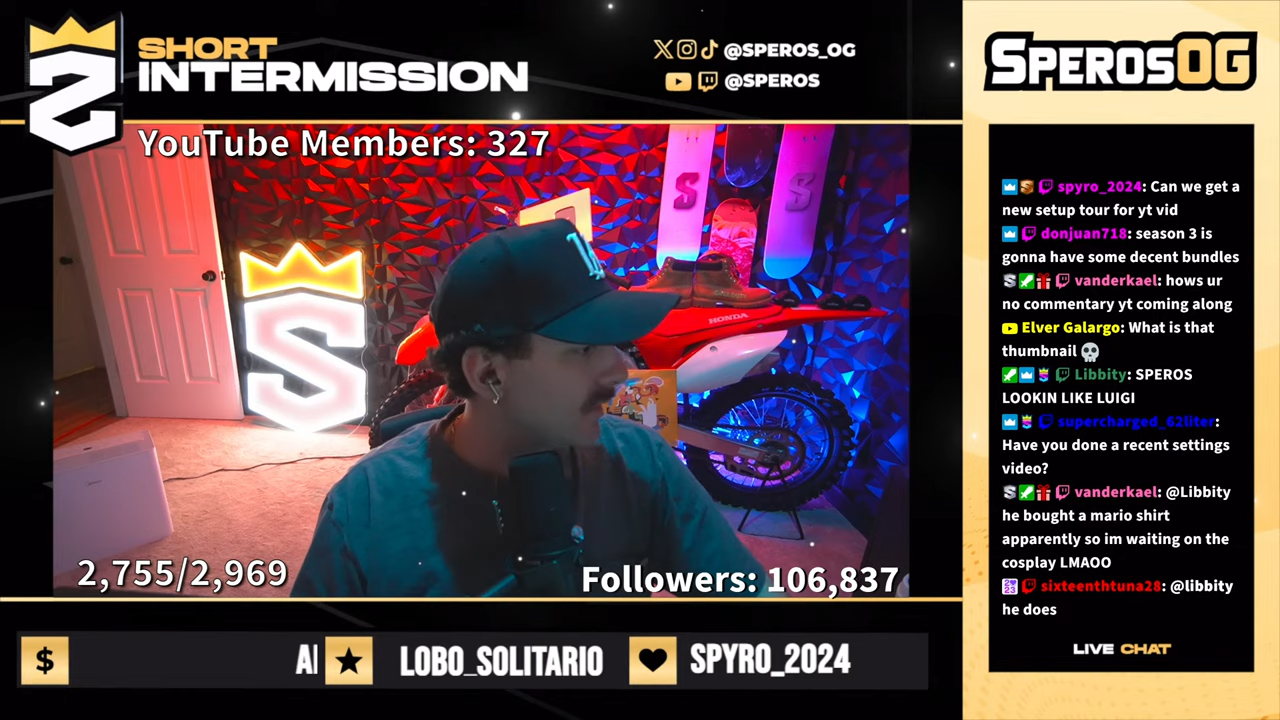 SHORT
INTERMISSION
@SPEROS_OG
@SPEROS
SPEROSOG
YouTube Members: 327
S
S
S
HONDA
2,755/2,969
Followers: 106,837
spyro_2024: Can we get a
new setup tour for yt vid
donjuan718: season 3 is
gonna have some decent bundles
vanderkael: hows ur
no commentary yt coming along
Elver Galargo: What is that
thumbnail 💀
Libbity: SPEROS
LOOKIN LIKE LUIGI
supercharged_62liter:
Have you done a recent settings
video?
vanderkael: @Libbity
he bought a mario shirt
apparently so im waiting on the
cosplay LMAOO
sixteenthtuna28: @libbity
he does
LIVE CHAT
$
LOBO_SOLITARIO
SPYRO_2024